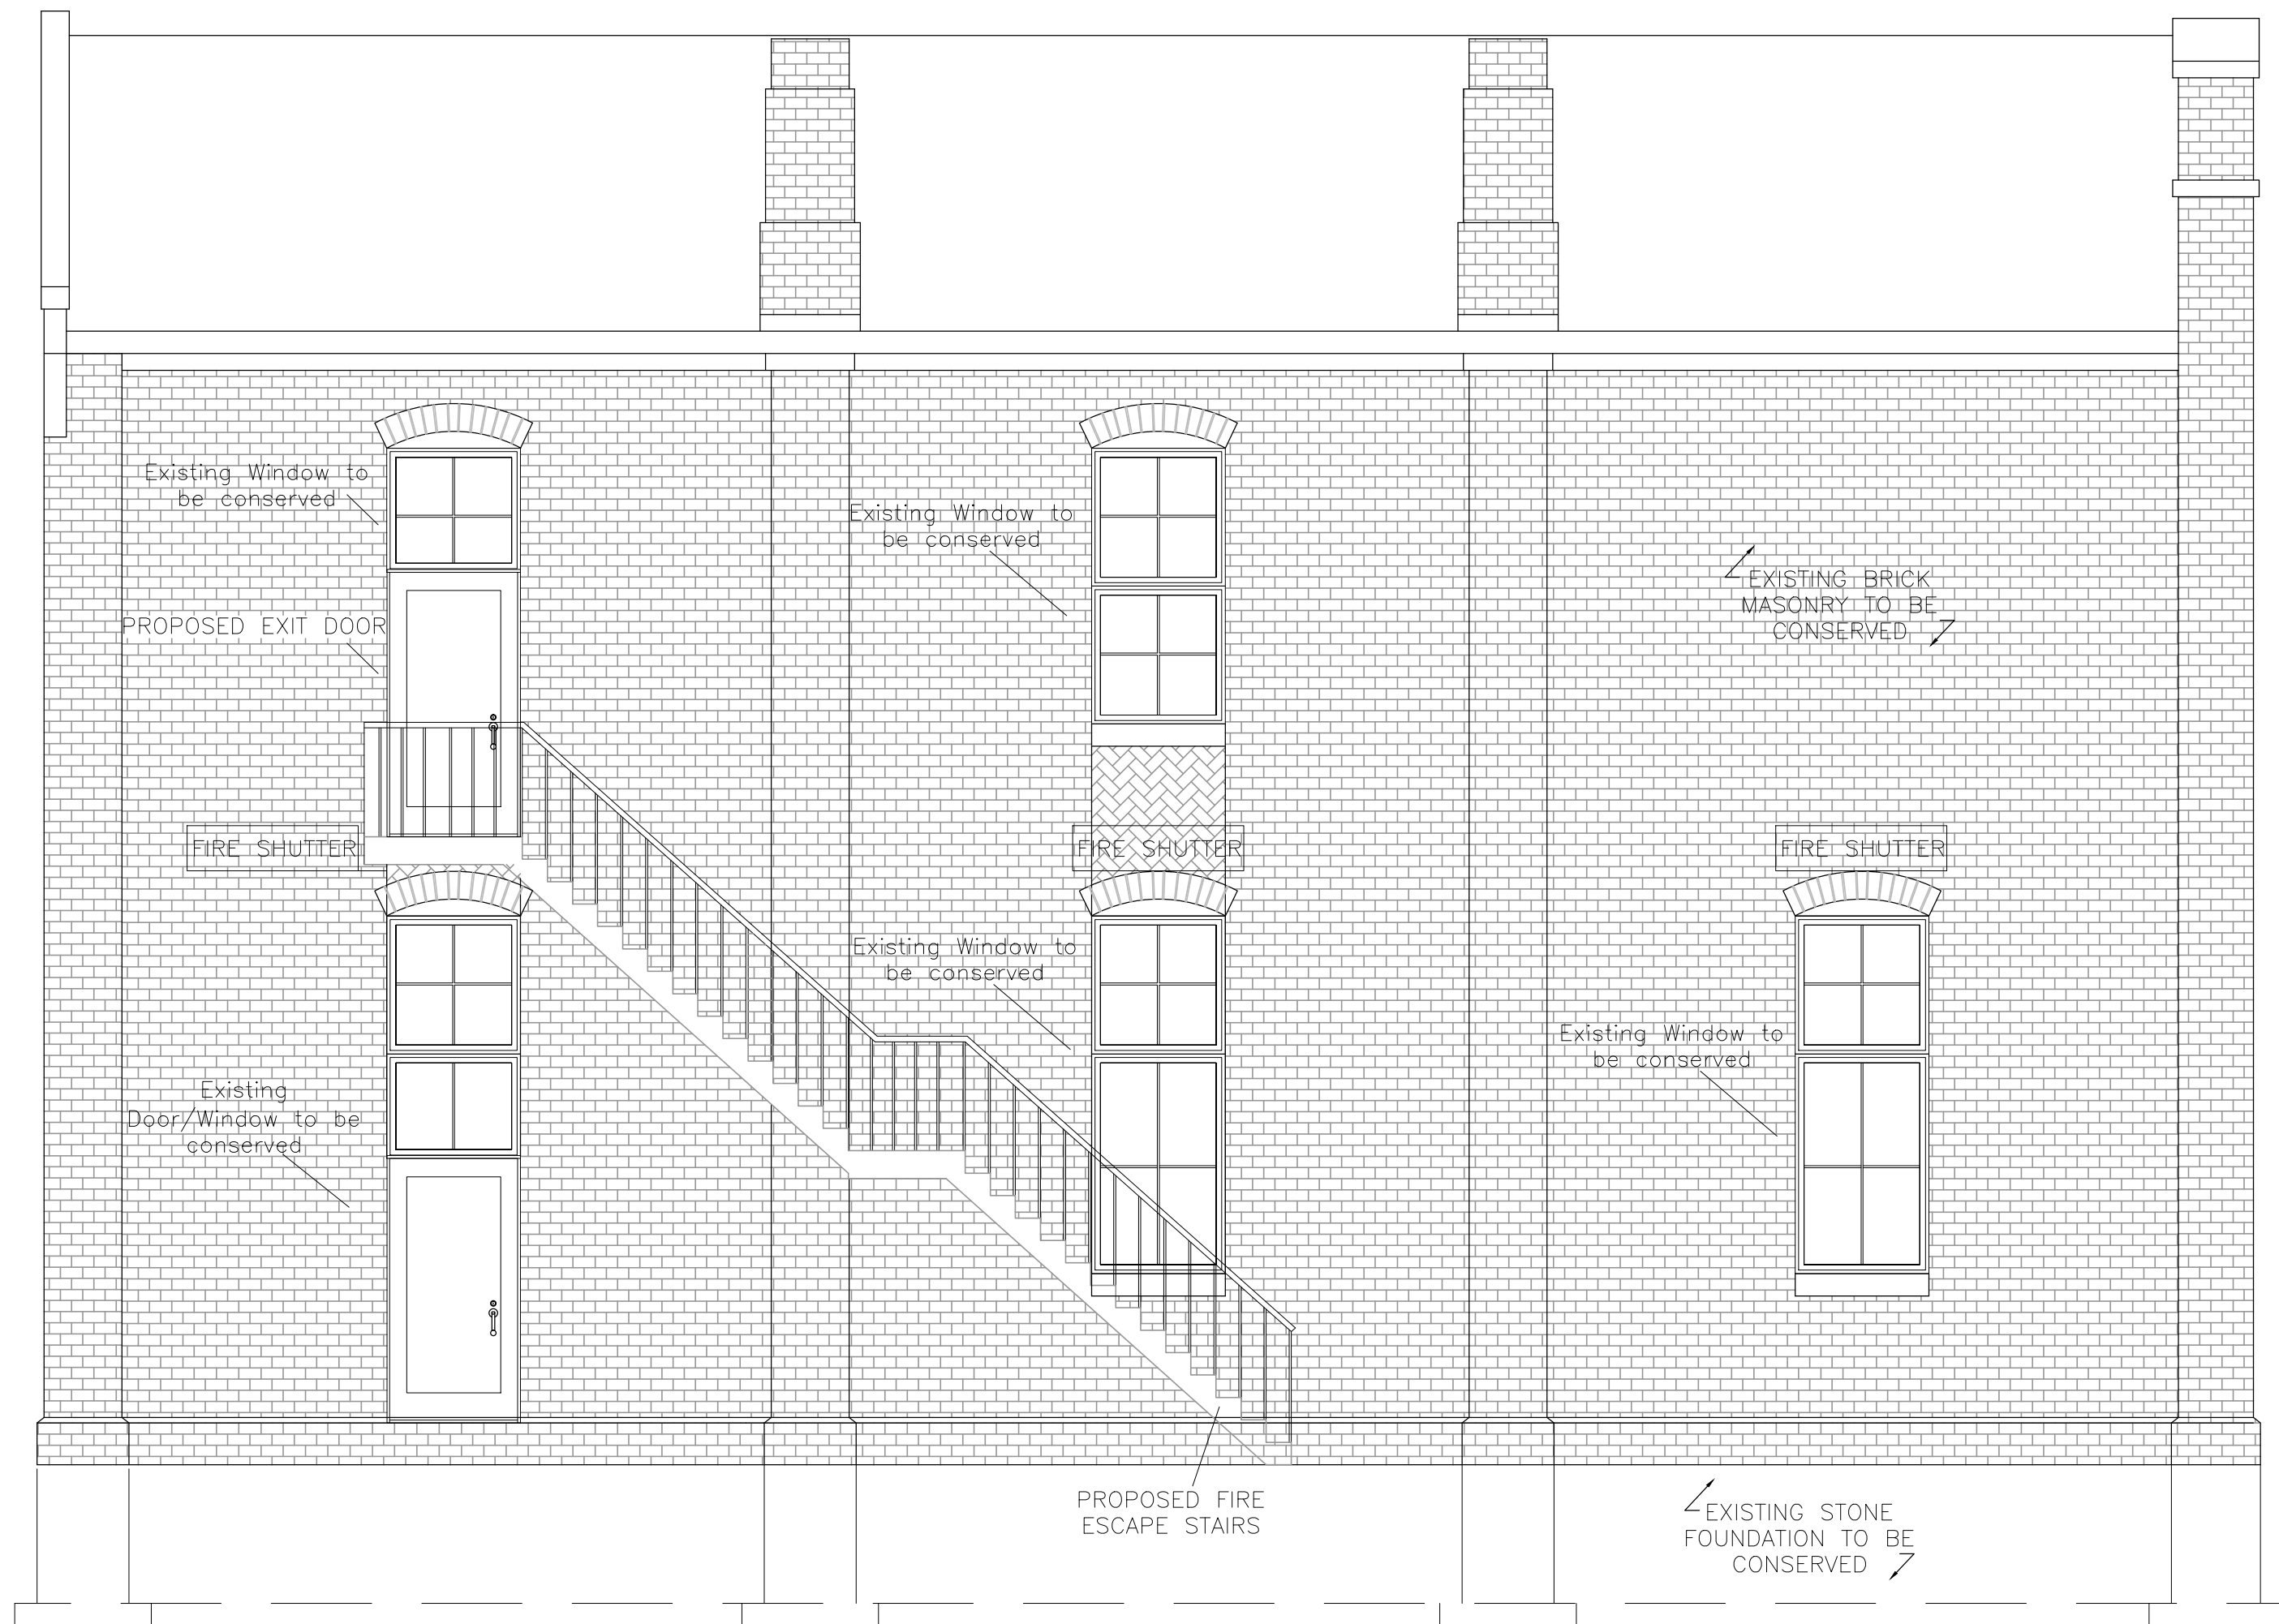 Existing Window to
be conserved
PROPOSED EXIT DOOR
FIRE SHUTTER
Existing
Door/Window to be
conserved
Existing Window to
be conserved
FIRE SHUTTER
Existing Window to
be conserved
PROPOSED FIRE
ESCAPE STAIRS
EXISTING BRICK
MASONRY TO BE
CONSERVED
FIRE SHUTTER
Existing Window to
be conserved
EXISTING STONE
FOUNDATION TO BE
CONSERVED